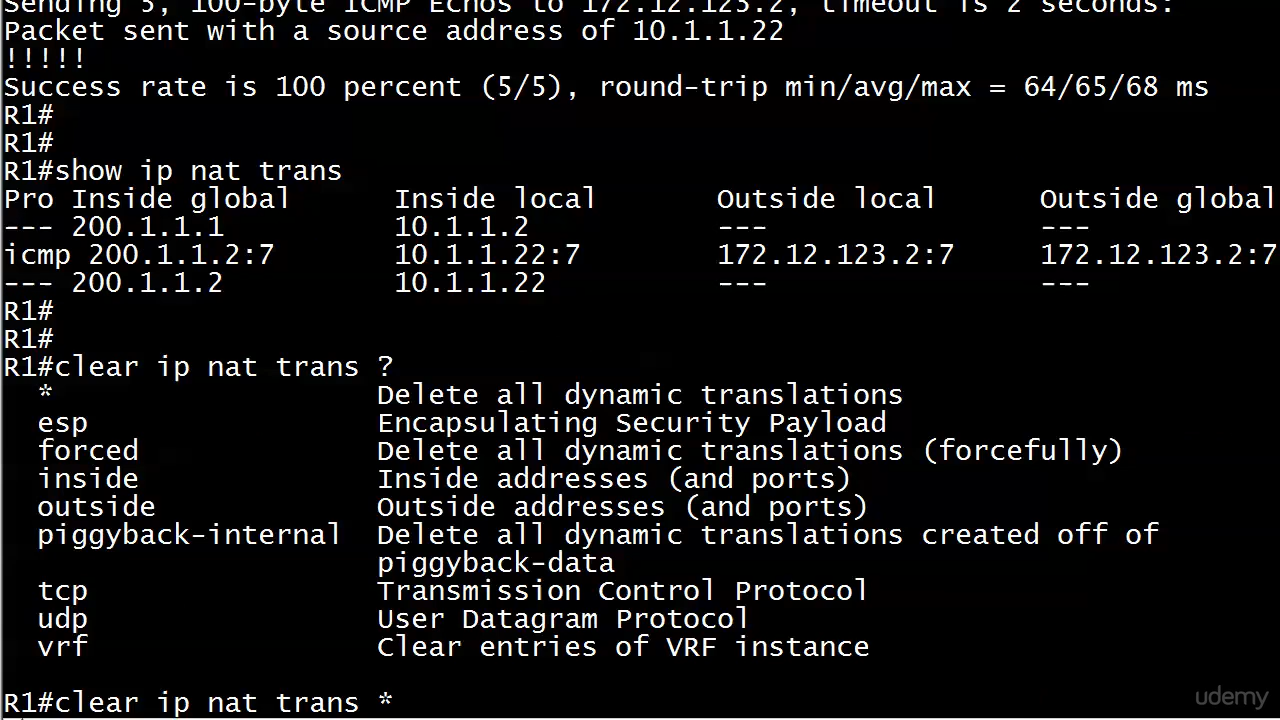 Sending 5, 100-byte ICMP Echos to 172.12.123.2, timeout is 2 seconds:
Packet sent with a source address of 10.1.1.22
!!!!!
Success rate is 100 percent (5/5), round-trip min/avg/max = 64/65/68 ms
R1#
R1#
R1#show ip nat trans
Pro Inside global      Inside local       Outside local      Outside global
--- 200.1.1.1          10.1.1.2           ---                ---
icmp 200.1.1.2:7       10.1.1.22:7        172.12.123.2:7     172.12.123.2:7
--- 200.1.1.2          10.1.1.22          ---                ---
R1#
R1#
R1#clear ip nat trans ?
  *                   Delete all dynamic translations
  esp                 Encapsulating Security Payload
  forced              Delete all dynamic translations (forcefully)
  inside              Inside addresses (and ports)
  outside             Outside addresses (and ports)
  piggyback-internal  Delete all dynamic translations created off of
                      piggyback-data
  tcp                 Transmission Control Protocol
  udp                 User Datagram Protocol
  vrf                 Clear entries of VRF instance
R1#clear ip nat trans *
udemy